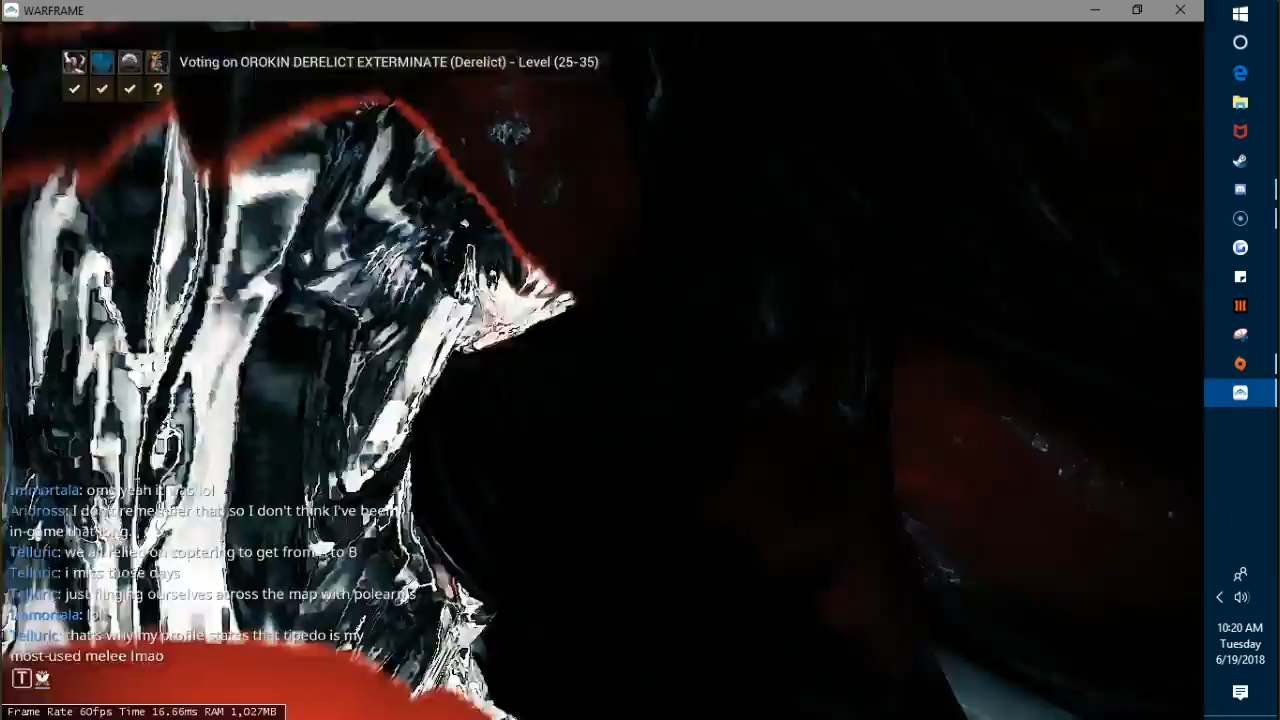 WARFRAME
Voting on OROKIN DERELICT EXTERMINATE (Derelict) - Level (25-35)
?
Immortala: omg yeah it was lol
Aridross: I don't remember that, so I don't think I've been
in-game that long.
Telluric: we all relied on coptering to get from A to B
Telluric: i miss those days
Telluric: just flinging ourselves across the map with polearms
Immortala: lol
Telluric: that's why my profile states that tipedo is my
most-used melee lmao
T
Frame Rate 60fps Time 16.66ms RAM 1,027MB
10:20 AM
Tuesday
6/19/2018